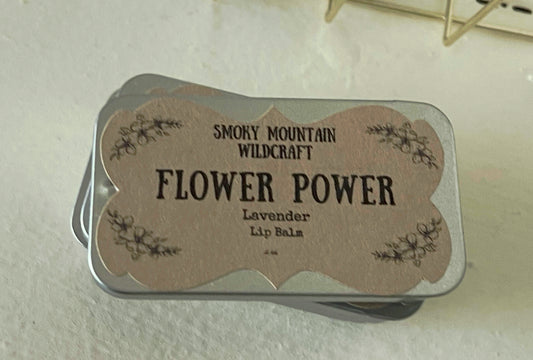 SMOKY MOUNTAIN
WILDCRAFT
FLOWER POWER
Lavender
Lip Balm